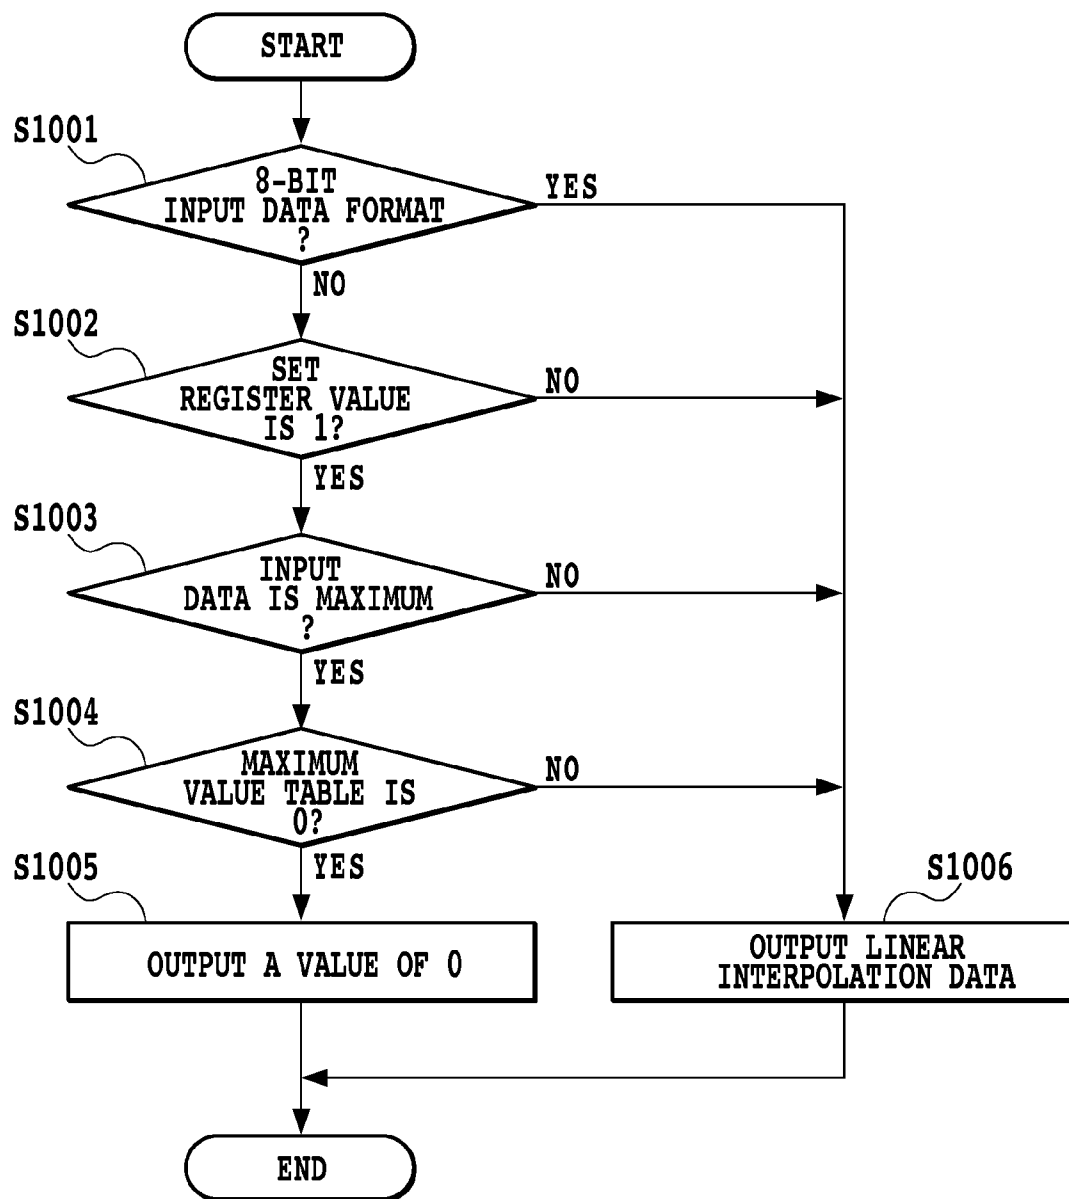 START
S1001
8-BIT
INPUT DATA FORMAT
?
YES
NO
S1002
SET
REGISTER VALUE
IS 1?
NO
YES
S1003
INPUT
DATA IS MAXIMUM
?
NO
YES
S1004
MAXIMUM
VALUE TABLE IS
0?
NO
YES
S1005
OUTPUT A VALUE OF 0
S1006
OUTPUT LINEAR
INTERPOLATION DATA
END